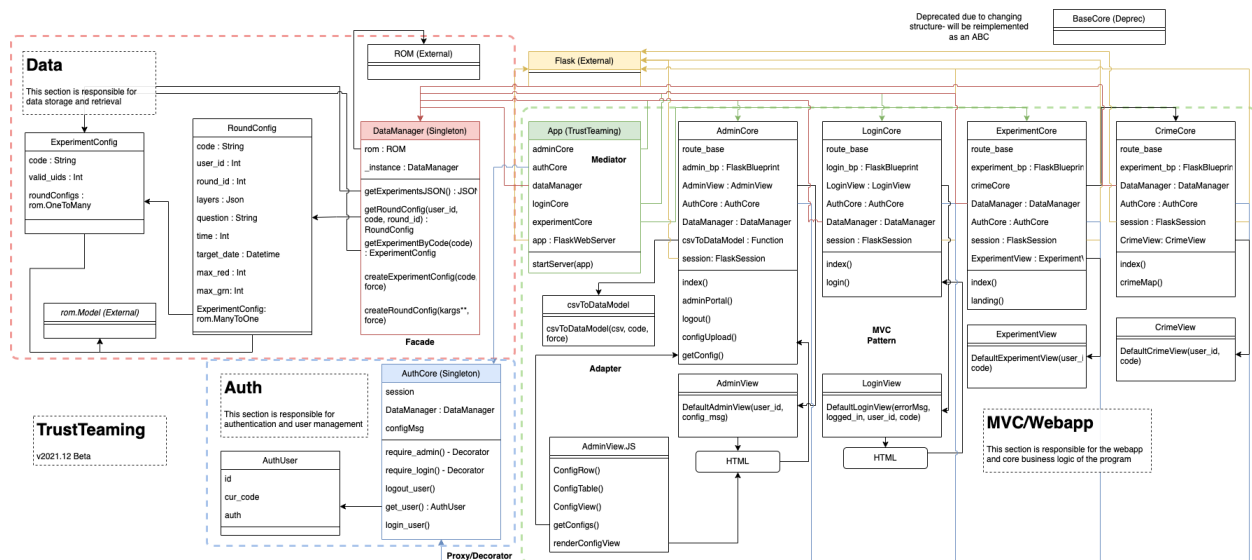 Deprecated due to changing
structure- will be reimplemented
as an ABC
BaseCore (Deprec)
Data
This section is responsible for
data storage and retrieval
ROM (External)
Flask (External)
ExperimentConfig
code : String
valid_uids : Int
roundConfigs :
rom.OneToMany
RoundConfig
code : String
user_id : Int
round_id : Int
layers : Json
question : String
time : Int
target_date : Datetime
max_red : Int
max_grn: Int
ExperimentConfig:
rom.ManyToOne
rom.Model (External)
DataManager (Singleton)
rom : ROM
_instance : DataManager
getExperimentsJSON() : JSON
getRoundConfig(user_id,
code, round_id) :
RoundConfig
getExperimentByCode(code)
: ExperimentConfig
createExperimentConfig(code,
force)
createRoundConfig(kargs**,
force)
Facade
App (TrustTeaming)
adminCore
Mediator
authCore
dataManager
loginCore
experimentCore
app : FlaskWebServer
startServer(app)
AdminCore
route_base
admin_bp : FlaskBlueprint
AdminView : AdminView
AuthCore : AuthCore
DataManager : DataManager
csvToDataModel : Function
session: FlaskSession
index()
adminPortal()
logout()
configUpload()
getConfig()
LoginCore
route_base
login_bp : FlaskBlueprint
LoginView : LoginView
AuthCore : AuthCore
DataManager : DataManager
session : FlaskSession
index()
login()
ExperimentCore
route_base
experiment_bp : FlaskBlueprint
crimeCore
DataManager : DataManager
AuthCore : AuthCore
session : FlaskSession
ExperimentView : Experiment
index()
landing()
CrimeCore
route_base
experiment_bp : FlaskBlueprint
DataManager : DataManager
AuthCore : AuthCore
session : FlaskSession
CrimeView: CrimeView
index()
crimeMap()
csvToDataModel
csvToDataModel(csv, code,
force)
Adapter
MVC
Pattern
ExperimentView
DefaultExperimentView(user_i
code)
CrimeView
DefaultCrimeView(user_id,
code)
Auth
This section is responsible for
authentication and user management
AuthCore (Singleton)
session
DataManager : DataManager
configMsg
require_admin() - Decorator
require_login() - Decorator
logout_user()
get_user() : AuthUser
login_user()
AuthUser
id
cur_code
auth
Proxy/Decorator
AdminView
DefaultAdminView(user_id,
config_msg)
HTML
LoginView
DefaultLoginView(errorMsg,
logged_in, user_id, code)
HTML
AdminView.JS
ConfigRow()
ConfigTable()
ConfigView()
getConfigs()
renderConfigView
TrustTeaming
v2021.12 Beta
MVC/Webapp
This section is responsible for the webapp
and core business logic of the program